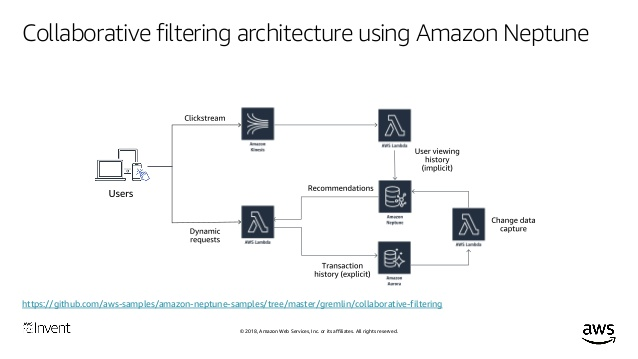 Collaborative filtering architecture using Amazon Neptune
Clickstream
Amazon
Kinesis
AWS Lambda
User viewing
history
(implicit)
Users
Recommendations
Amazon
Neptune
Dynamic
requests
AWS Lambda
Transaction
history (explicit)
Amazon
Aurora
AWS Lambda
Change data
capture
https://github.com/aws-samples/amazon-neptune-samples/tree/master/gremlin/collaborative-filtering
AWS re:Invent
© 2018, Amazon Web Services, Inc. or its affiliates. All rights reserved.
aws